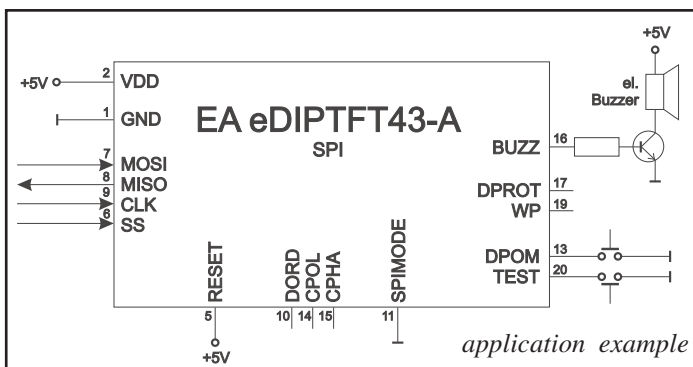 +5V
el.
Buzzer
+5V
2
VDD
1
GND
EA eDIPTFT43-A
SPI
7
MOSI
8
MISO
9
CLK
6
SS
BUZZ
16
DPROT
17
WP
19
DPOM
13
TEST
20
RESET
DORD
CPOL
CPHA
SPIMODE
5
10
14
15
11
+5V
application example